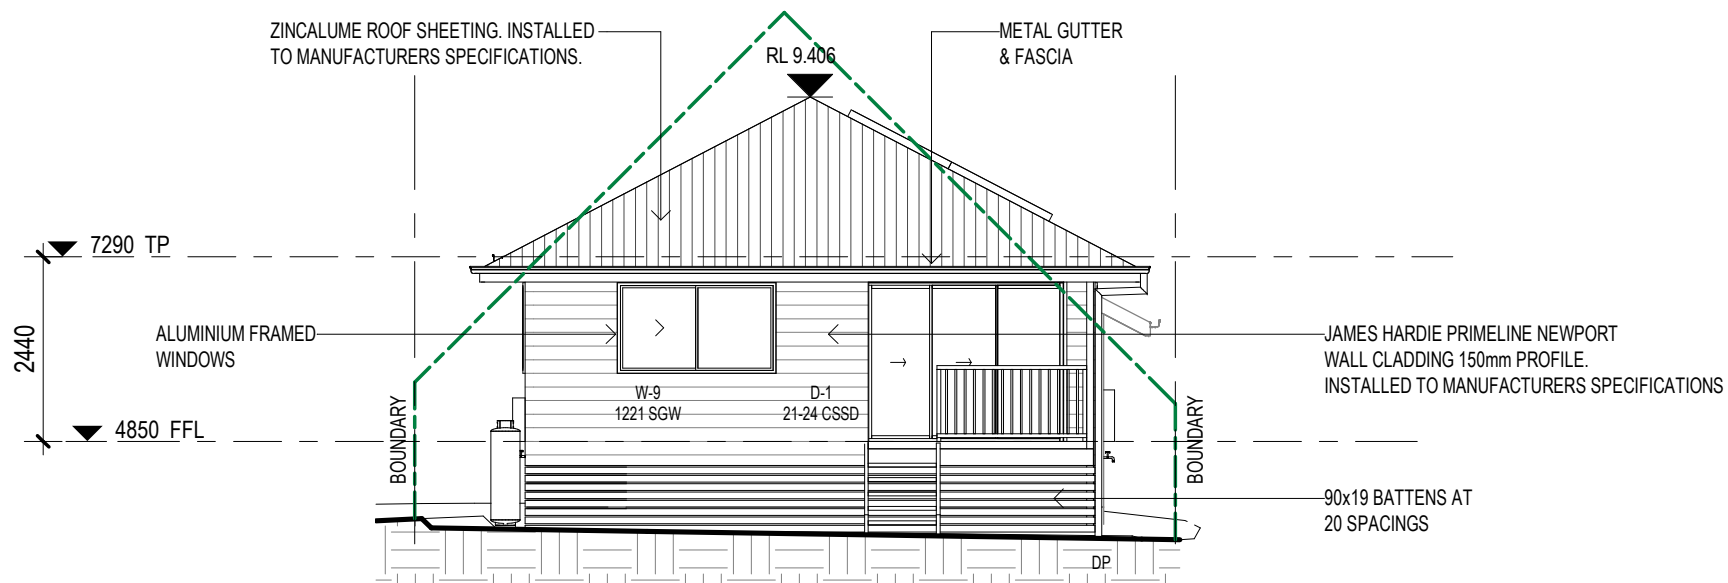 ZINCALUME ROOF SHEETING. INSTALLED
TO MANUFACTURERS SPECIFICATIONS.
RL 9.406
METAL GUTTER
& FASCIA
7290 TP
2440
ALUMINIUM FRAMED
WINDOWS
JAMES HARDIE PRIMELINE NEWPORT
WALL CLADDING 150mm PROFILE.
INSTALLED TO MANUFACTURERS SPECIFICATIONS
W-9
1221 SGW
D-1
21-24 CSSD
4850 FFL
BOUNDARY
BOUNDARY
90x19 BATTENS AT
20 SPACINGS
DP